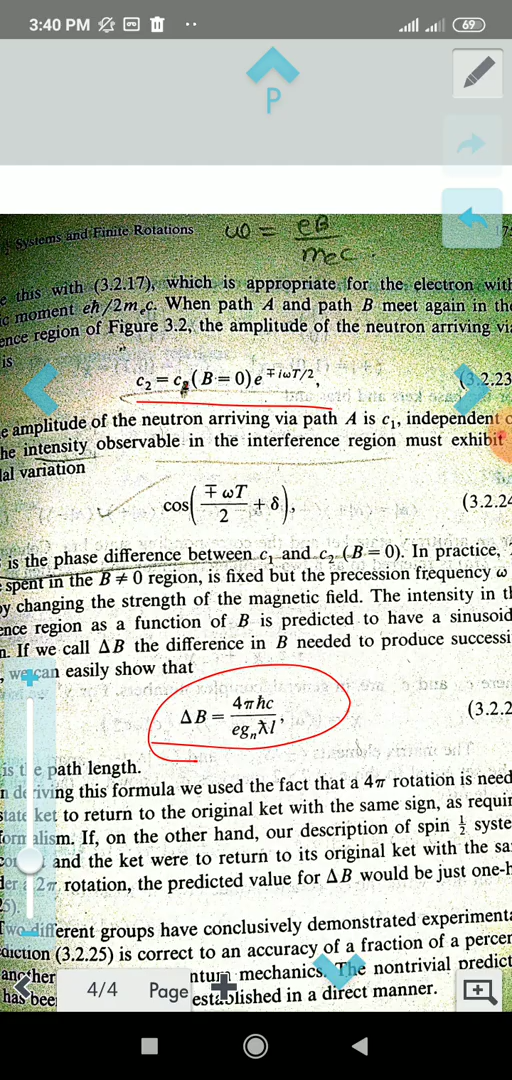 3:40 PM
69
P
Systems and Finite Rotations
ω = eB / mec
this with (3.2.17), which is appropriate for the electron with
moment eħ/2mₑc. When path A and path B meet again in the
ence region of Figure 3.2, the amplitude of the neutron arriving vi
is
c₂ = c₂(B = 0)e^{∓iωT/2}, (3.2.23
e amplitude of the neutron arriving via path A is c₁, independent o
he intensity observable in the interference region must exhibit
al variation
cos(∓ωT/2 + δ), (3.2.24
is the phase difference between c₁ and c₂ (B = 0). In practice,
spent in the B ≠ 0 region, is fixed but the precession frequency ω
by changing the strength of the magnetic field. The intensity in th
ence region as a function of B is predicted to have a sinusoid
n. If we call ΔB the difference in B needed to produce successi
, we can easily show that
ΔB = 4πħc / egₙƛl, (3.2.2
is the path length.
n deriving this formula we used the fact that a 4π rotation is need
state ket to return to the original ket with the same sign, as requir
formalism. If, on the other hand, our description of spin ½ syste
and the ket were to return to its original ket with the sa
der a 2π rotation, the predicted value for ΔB would be just one-h
5).
Two different groups have conclusively demonstrated experimenta
diction (3.2.25) is correct to an accuracy of a fraction of a percen
another mechanics. The nontrivial predict
has bee established in a direct manner.
4/4 Page